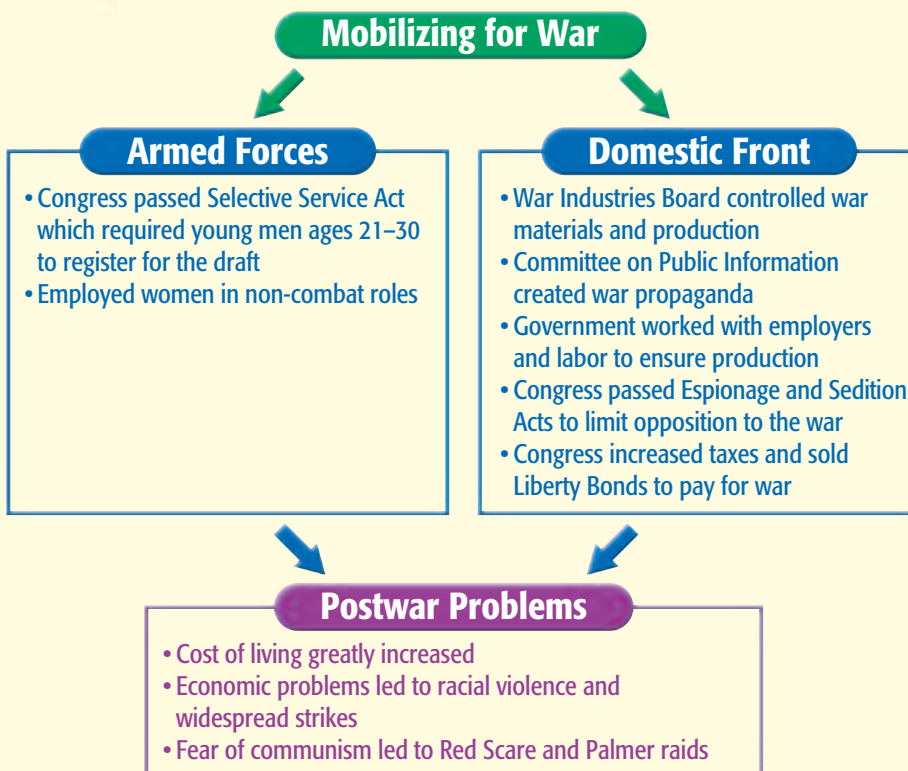 Mobilizing for War
Armed Forces
• Congress passed Selective Service Act
which required young men ages 21–30
to register for the draft
• Employed women in non-combat roles
Domestic Front
• War Industries Board controlled war
materials and production
• Committee on Public Information
created war propaganda
• Government worked with employers
and labor to ensure production
• Congress passed Espionage and Sedition
Acts to limit opposition to the war
• Congress increased taxes and sold
Liberty Bonds to pay for war
Postwar Problems
• Cost of living greatly increased
• Economic problems led to racial violence and
widespread strikes
• Fear of communism led to Red Scare and Palmer raids